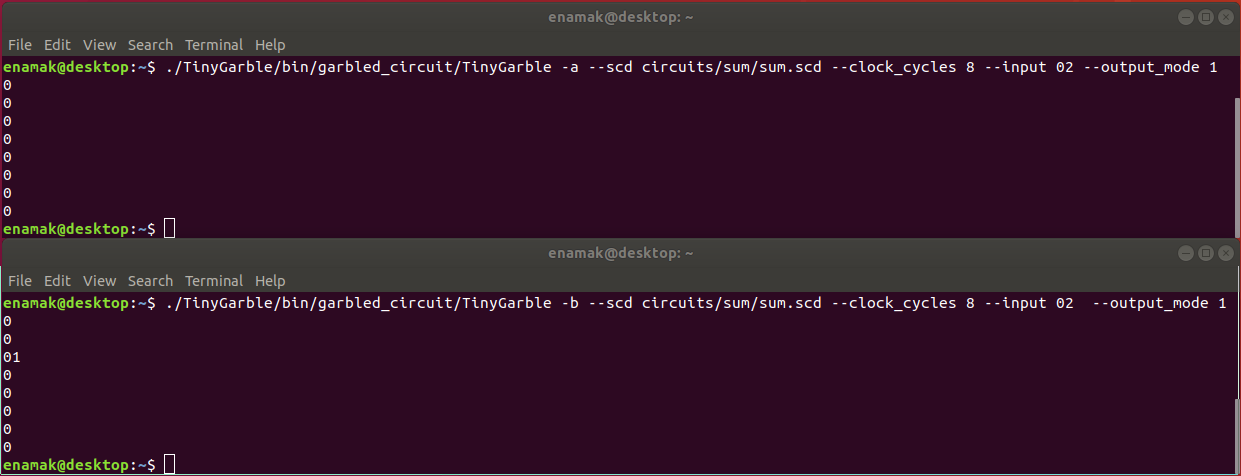 enamak@desktop: ~
File Edit View Search Terminal Help
enamak@desktop:~$ ./TinyGarble/bin/garbled_circuit/TinyGarble -a --scd circuits/sum/sum.scd --clock_cycles 8 --input 02 --output_mode 1
0
0
0
0
0
0
0
0
enamak@desktop:~$
enamak@desktop: ~
File Edit View Search Terminal Help
enamak@desktop:~$ ./TinyGarble/bin/garbled_circuit/TinyGarble -b --scd circuits/sum/sum.scd --clock_cycles 8 --input 02  --output_mode 1
0
0
01
0
0
0
0
0
enamak@desktop:~$